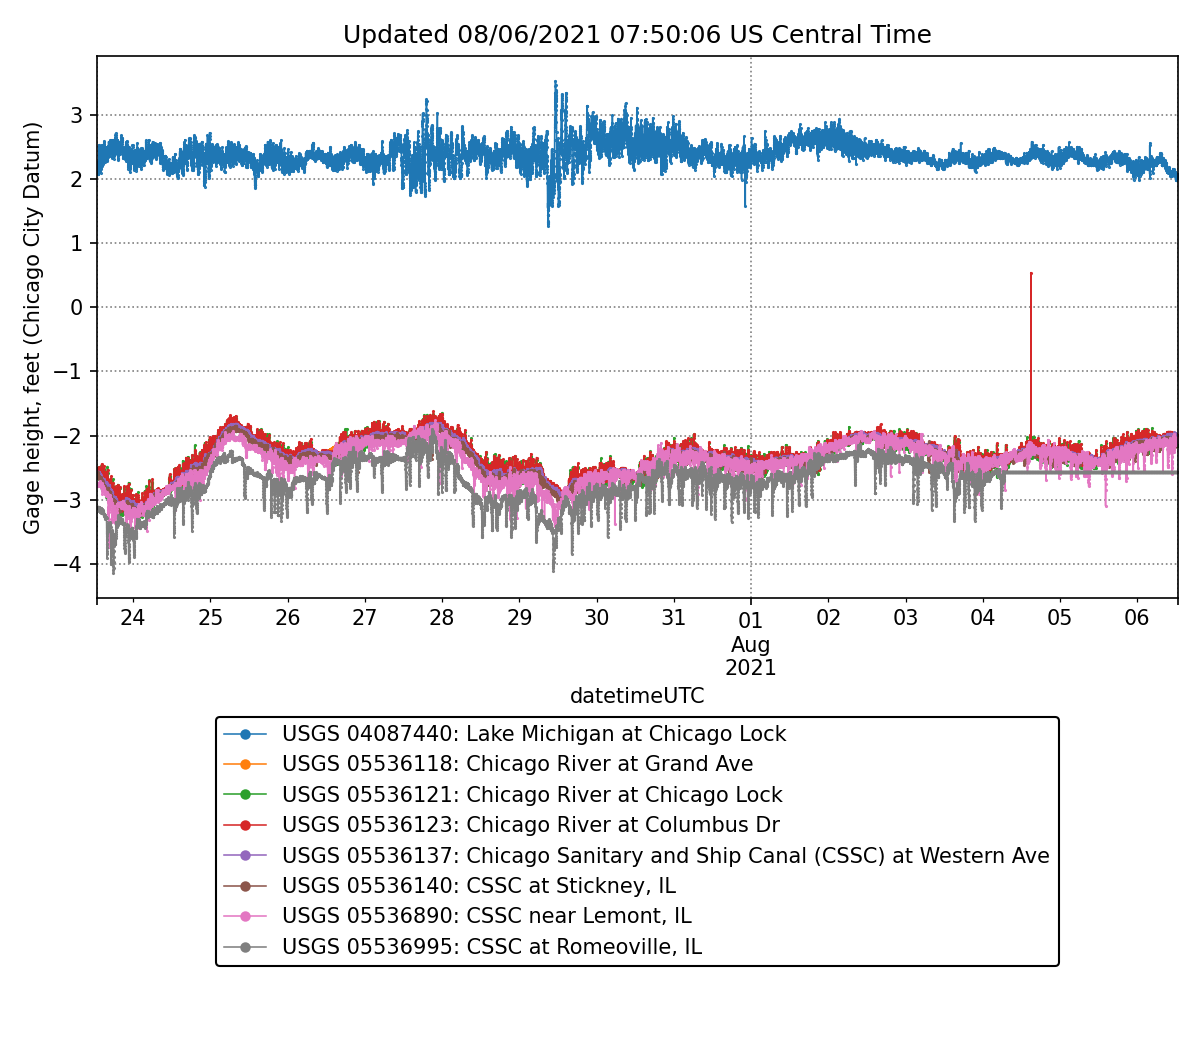 Updated 08/06/2021 07:50:06 US Central Time
Gage height, feet (Chicago City Datum)
3
2
1
0
−1
−2
−3
−4
24 25 26 27 28 29 30 31 01 02 03 04 05 06
Aug
2021
datetimeUTC
USGS 04087440: Lake Michigan at Chicago Lock
USGS 05536118: Chicago River at Grand Ave
USGS 05536121: Chicago River at Chicago Lock
USGS 05536123: Chicago River at Columbus Dr
USGS 05536137: Chicago Sanitary and Ship Canal (CSSC) at Western Ave
USGS 05536140: CSSC at Stickney, IL
USGS 05536890: CSSC near Lemont, IL
USGS 05536995: CSSC at Romeoville, IL